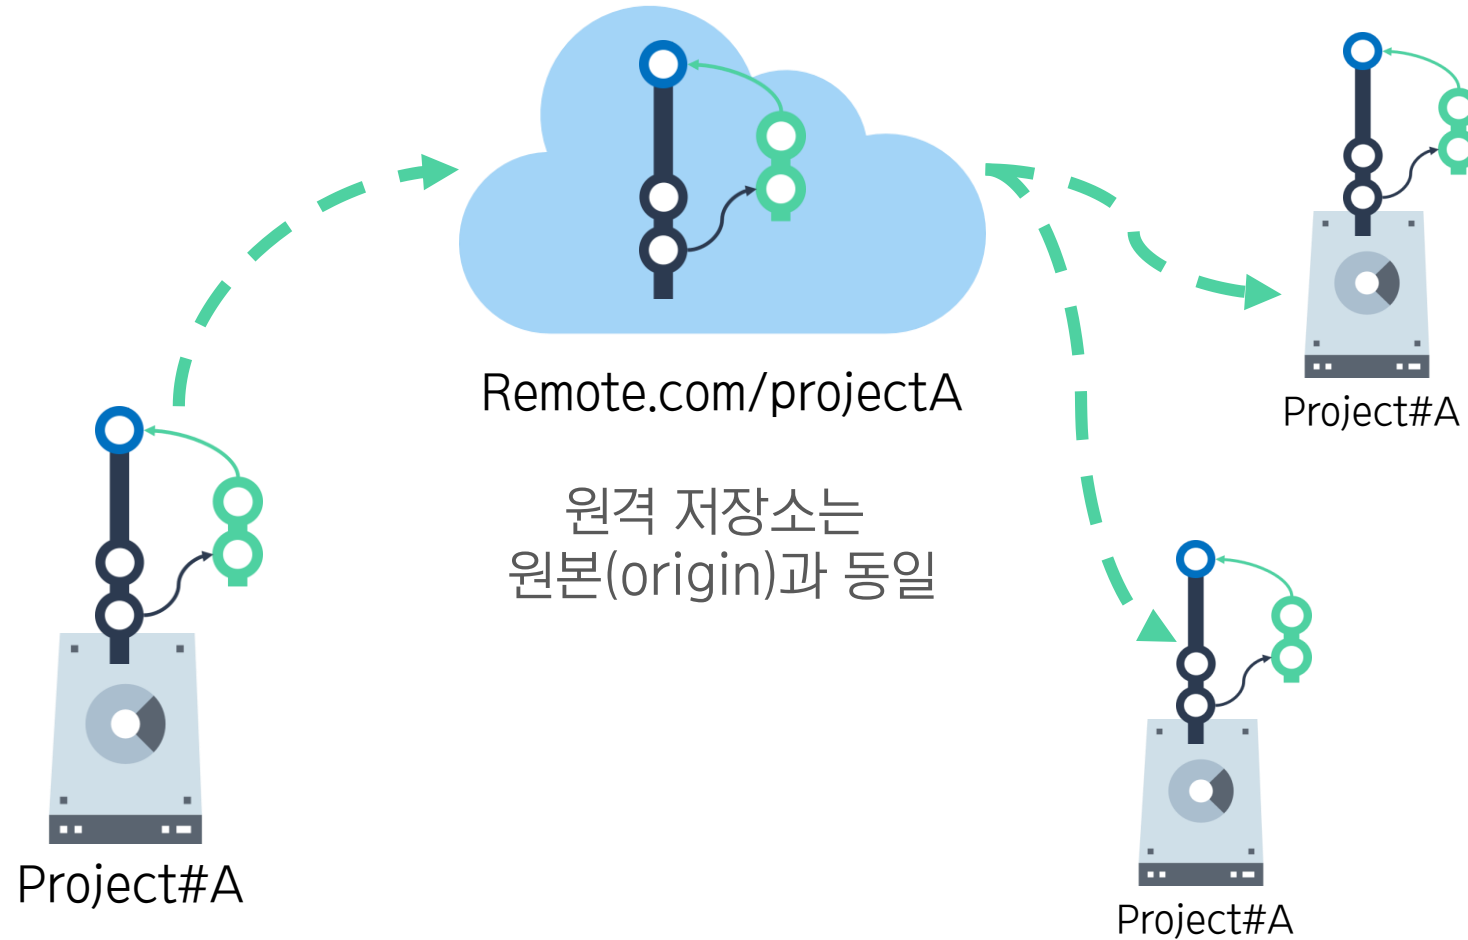 Remote.com/projectA
Project#A
원격 저장소는
원본(origin)과 동일
Project#A
Project#A